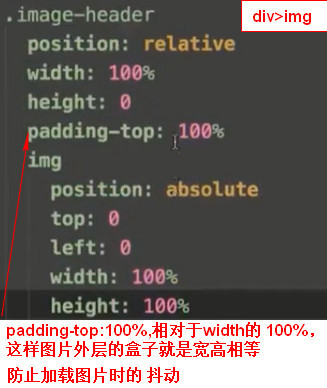 .image-header
div>img
position: relative
width: 100%
height: 0
padding-top: 100%
img
position: absolute
top: 0
left: 0
width: 100%
height: 100%
padding-top:100%,相对于width的 100%,
这样图片外层的盒子就是宽高相等
防止加载图片时的 抖动